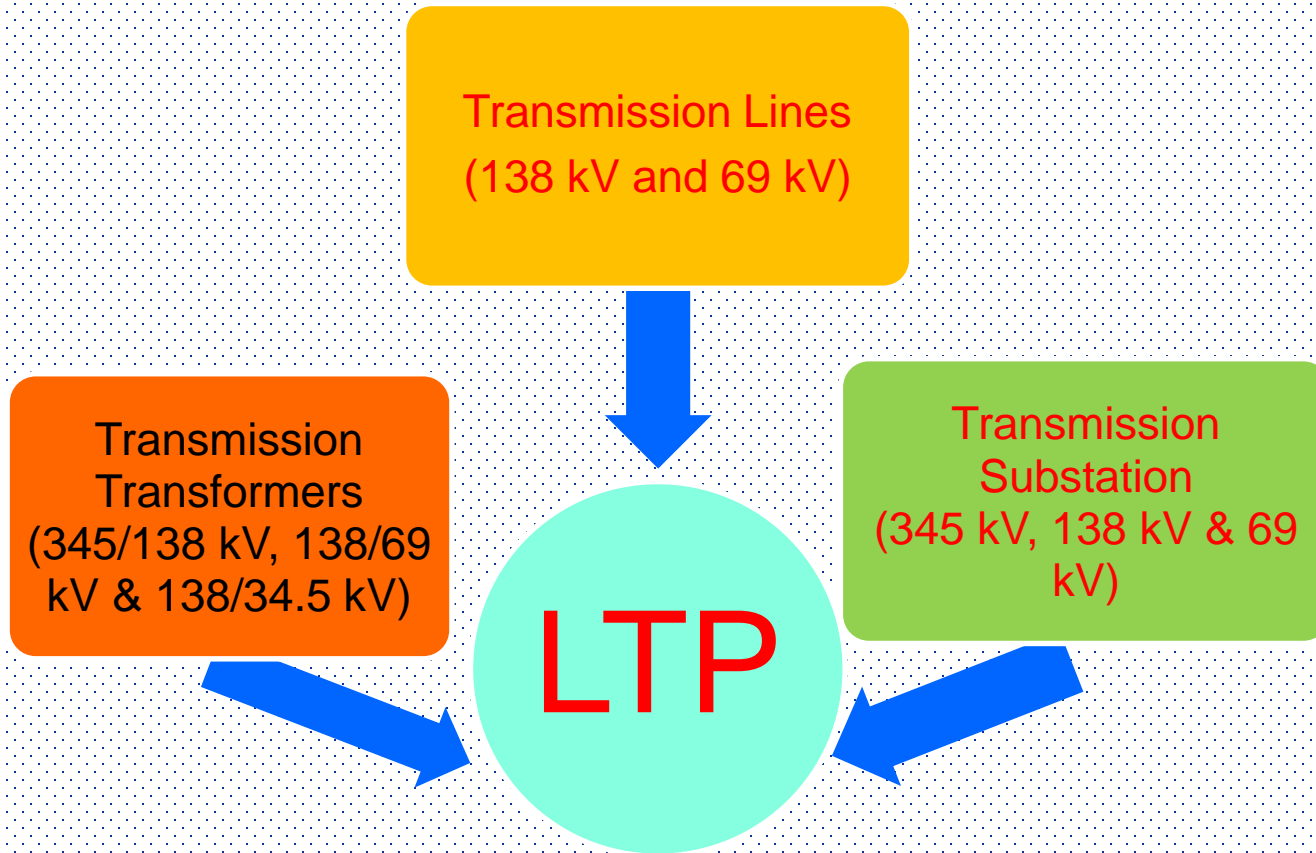 Transmission Lines
(138 kV and 69 kV)
Transmission
Transformers
(345/138 kV, 138/69
kV & 138/34.5 kV)
Transmission
Substation
(345 kV, 138 kV & 69
kV)
LTP